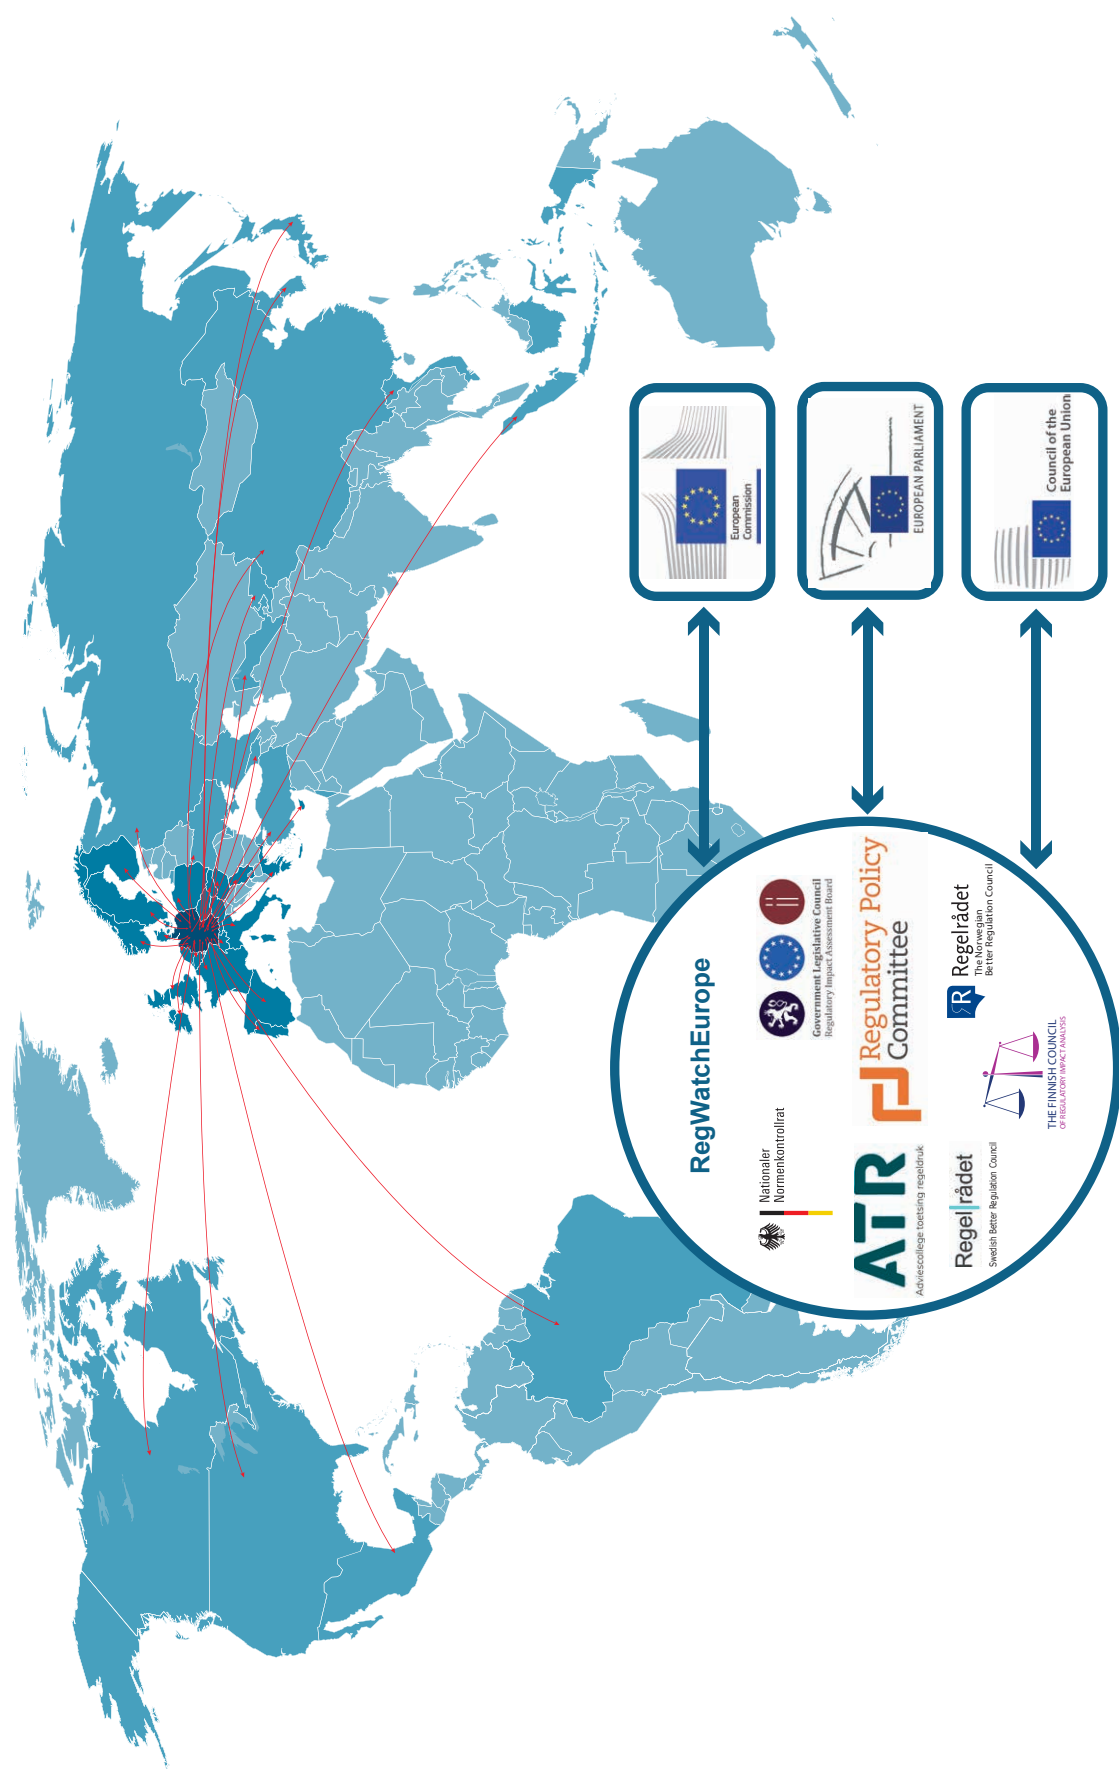 RegWatchEurope
Nationaler
Normenkontrollrat
Government Legislative Council
Regulatory Impact Assessment Board
ATR
Adviescollege toetsing regeldruk
Regulatory Policy
Committee
Regelrådet
Swedish Better Regulation Council
THE FINNISH COUNCIL
OF REGULATORY IMPACT ANALYSIS
R
Regelrådet
The Norwegian
Better Regulation Council
European
Commission
EUROPEAN PARLIAMENT
Council of the
European Union